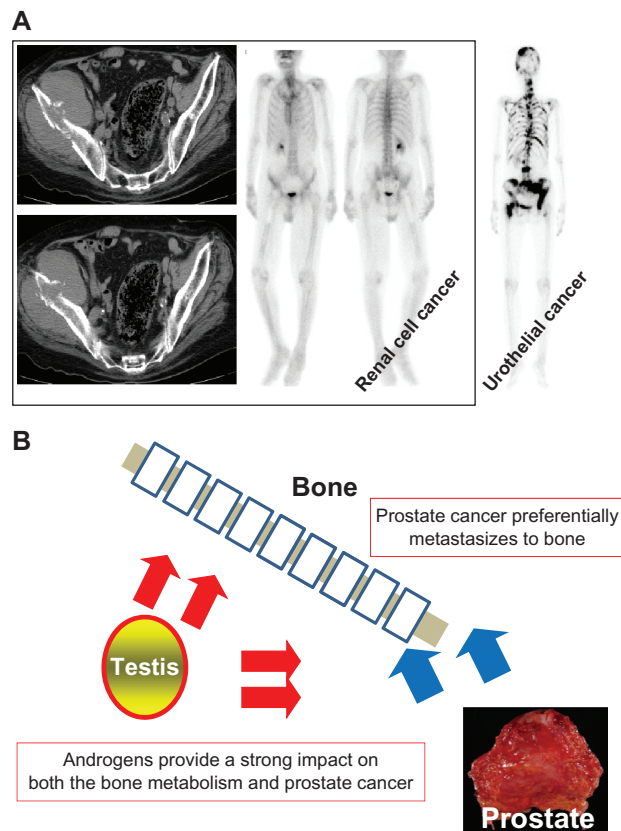 A
Renal cell cancer
Urothelial cancer
B
Bone
Prostate cancer preferentially
metastasizes to bone
Testis
Androgens provide a strong impact on
both the bone metabolism and prostate cancer
Prostate